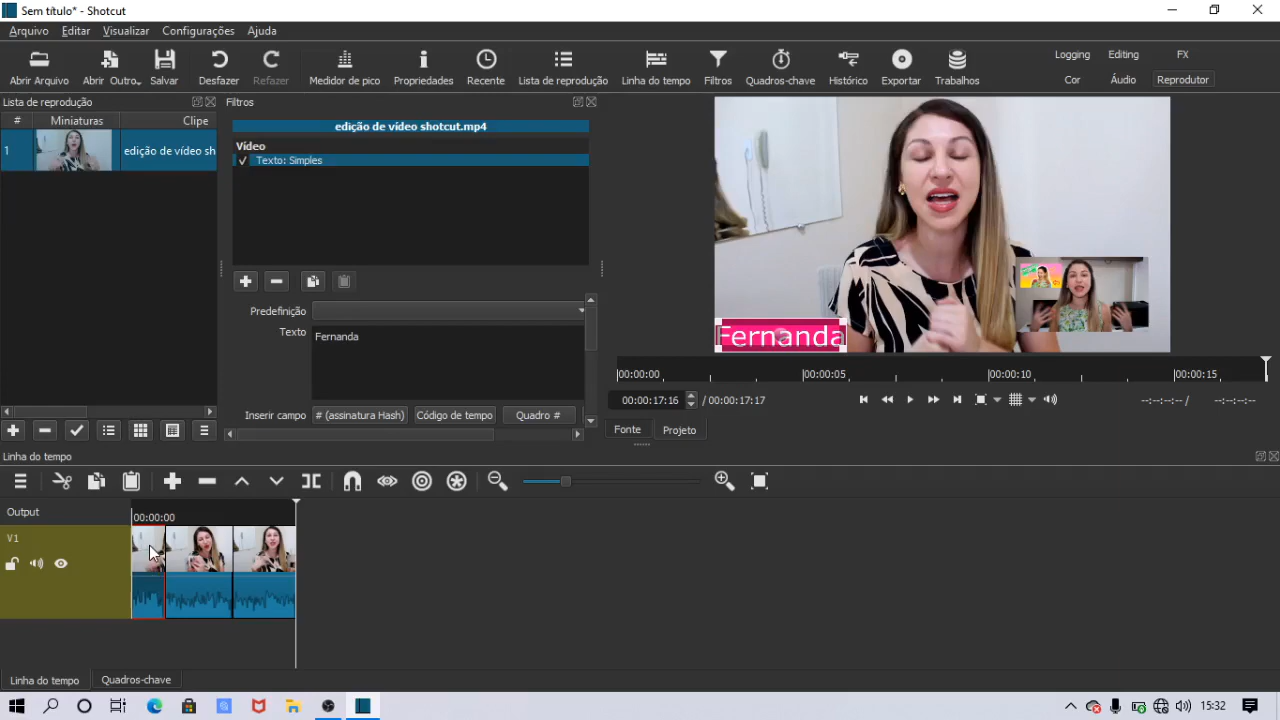 Sem título* - Shotcut
Arquivo Editar Visualizar Configurações Ajuda
Abrir Arquivo Abrir Outro... Salvar Desfazer Refazer Medidor de pico Propriedades Recente Lista de reprodução Linha do tempo Filtros Quadros-chave Histórico Exportar Trabalhos
Logging Editing FX
Cor Áudio Reprodutor
Lista de reprodução
# Miniaturas Clipe
1 edição de vídeo sh
Filtros
edição de vídeo shotcut.mp4
Vídeo
✓ Texto: Simples
Predefinição
Texto Fernanda
Inserir campo # (assinatura Hash) Código de tempo Quadro #
Fernanda
00:00:00 00:00:05 00:00:10 00:00:15
00:00:17:16 / 00:00:17:17 --:--:--:-- / --:--:--:--
Fonte Projeto
Linha do tempo
Output 00:00:00
V1
Linha do tempo Quadros-chave
15:32